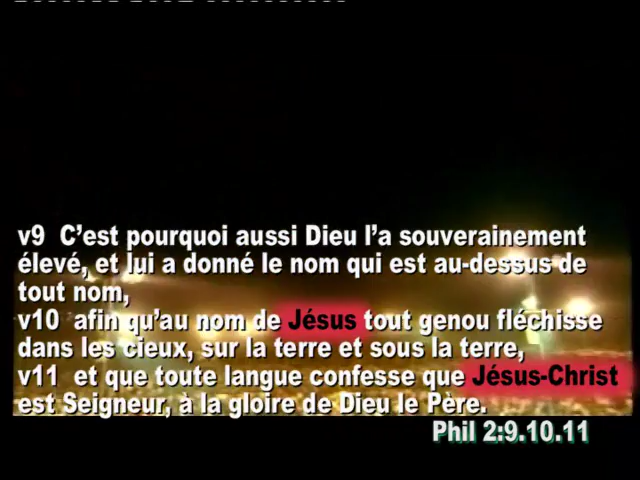 v9 C'est pourquoi aussi Dieu l'a souverainement
élevé, et lui a donné le nom qui est au-dessus de
tout nom,
v10 afin qu'au nom de Jésus tout genou fléchisse
dans les cieux, sur la terre et sous la terre,
v11 et que toute langue confesse que Jésus-Christ
est Seigneur, à la gloire de Dieu le Père.
Phil 2:9.10.11